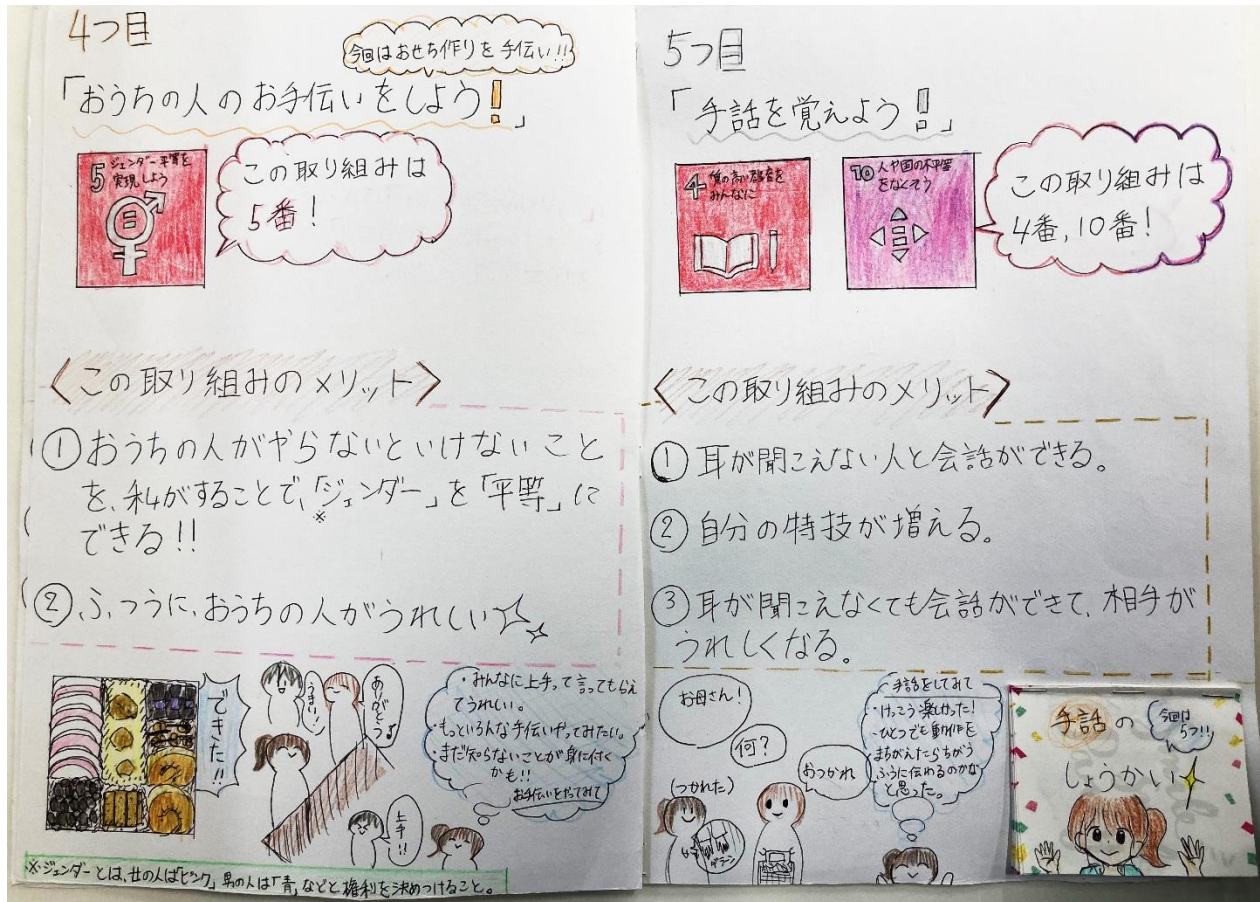 4つ目
今回はおせち作りを手伝い!!
「おうちの人のお手伝いをしよう!」
5 ジェンダー平等を
実現しよう
この取り組みは
5番!
〈この取り組みのメリット〉
①おうちの人がやらないといけないこと
を、私がすることで、「ジェンダー」を「平等」に
※
できる!!
②ふつうに、おうちの人がうれしい
できた!!
うまい!
ありがとう
上手!!
・みんなに上手って言ってもらえ
てうれしい。
・もっといろんな手伝いやってみたい。
・まだ知らないことが身に付く
かも!!
お手伝いをやってみて
※ジェンダーとは、女の人は「ピンク」男の人は「青」などと権利を決めつけること。
5つ目
「手話を覚えよう!!」
4 質の高い教育を
みんなに
10 人や国の不平等
をなくそう
この取り組みは
4番,10番!
〈この取り組みのメリット〉
①耳が聞こえない人と会話ができる。
②自分の特技が増える。
③耳が聞こえなくても会話ができて、相手が
うれしくなる。
お母さん!
何?
(つかれた)
おつかれ
手話をしてみて
・けっこう楽しかった!
・ひとつでも動作を
まちがえたらちがう
ふうに伝わるのかな
と思った。
手話の
今回は
5つ!!
しょうかい